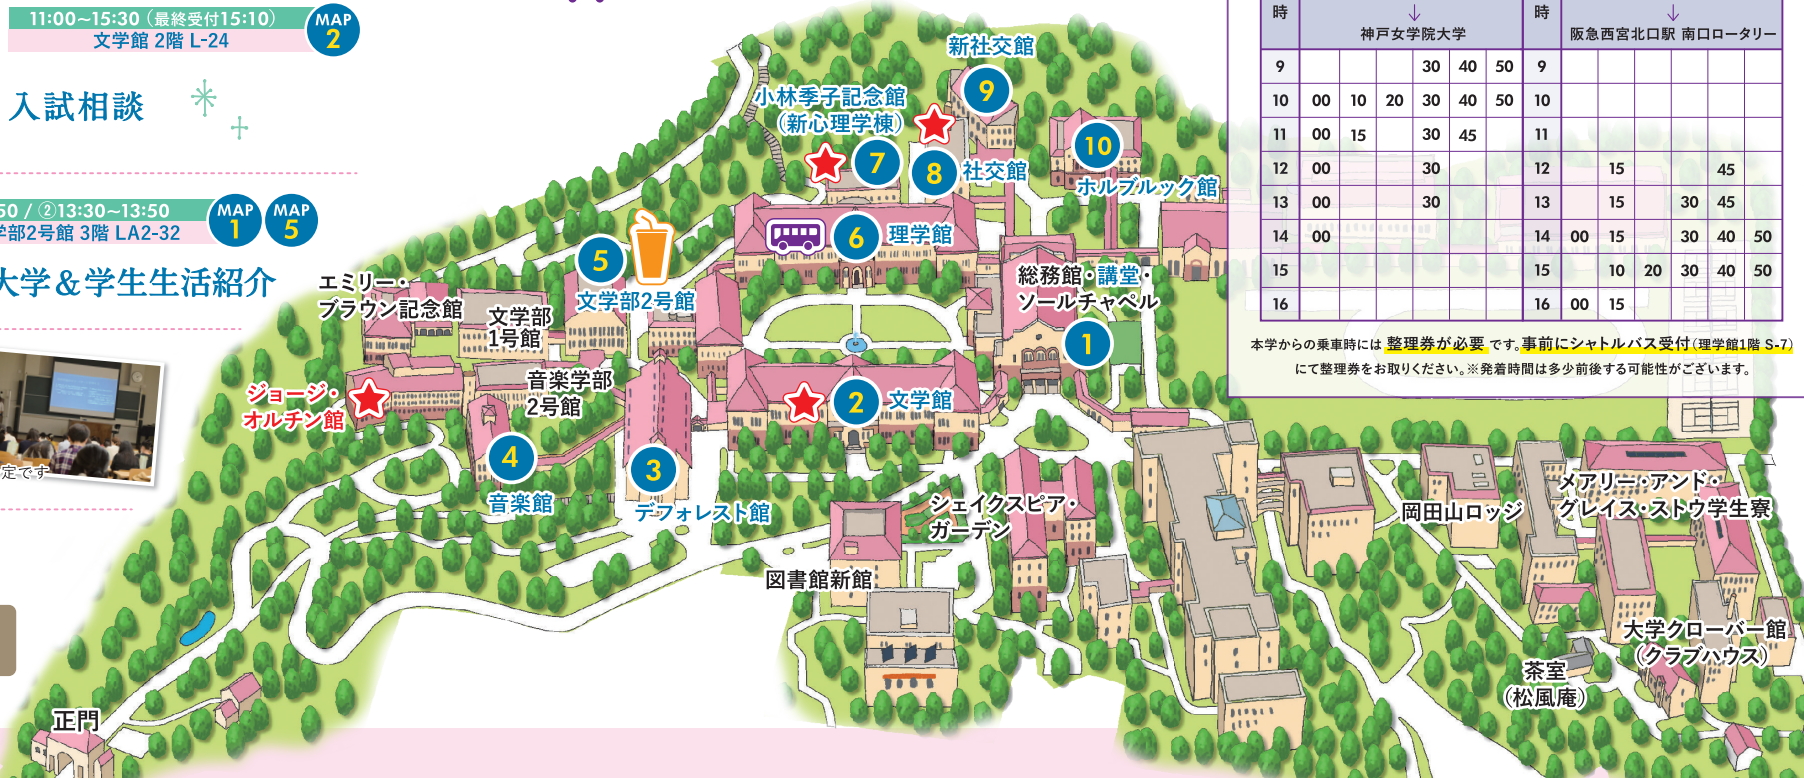 11:00~15:30(最終受付15:10)
文学館 2階 L-24
MAP
2
入試相談
50 / ②13:30~13:50
学部2号館 3階 LA2-32
MAP
1
MAP
5
大学&学生生活紹介
定です
新社交館
9
小林季子記念館
(新心理学棟)
7
8
社交館
10
ホルブルック館
6
理学館
5
文学部2号館
エミリー・
ブラウン記念館
文学部
1号館
総務館・講堂・
ソールチャペル
1
音楽学部
2号館
ジョージ・
オルチン館
2
文学館
4
音楽館
3
デフォレスト館
シェイクスピア・
ガーデン
図書館新館
岡田山ロッジ
メアリー・アンド・
グレイス・ストウ学生寮
大学クローバー館
(クラブハウス)
茶室
(松風庵)
正門
時 ↓ 神戸女学院大学 時 ↓ 阪急西宮北口駅 南口ロータリー
9 30 40 50 9
10 00 10 20 30 40 50 10
11 00 15 30 45 11
12 00 30 12 15 45
13 00 30 13 15 30 45
14 00 14 00 15 30 40 50
15 15 10 20 30 40 50
16 16 00 15
本学からの乗車時には 整理券が必要 です。事前にシャトルバス受付(理学館1階 S-7)
にて整理券をお取りください。※発着時間は多少前後する可能性がございます。